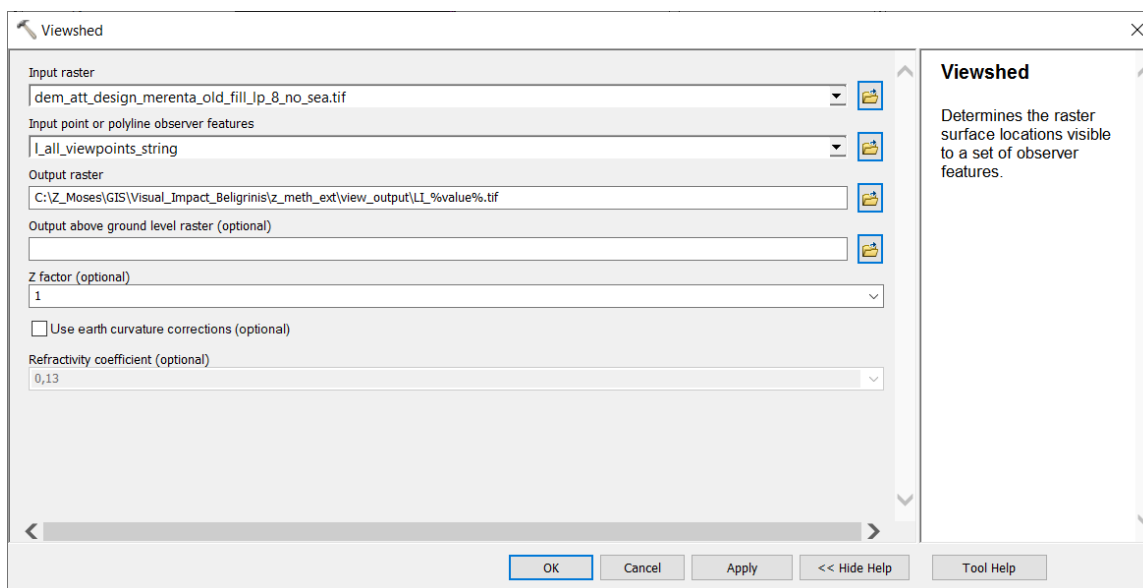 Viewshed
Input raster
dem_att_design_merenta_old_fill_lp_8_no_sea.tif
Input point or polyline observer features
I_all_viewpoints_string
Output raster
C:\Z_Moses\GIS\Visual_Impact_Beligrinis\z_meth_ext\view_output\LI_%value%.tif
Output above ground level raster (optional)
Z factor (optional)
1
Use earth curvature corrections (optional)
Refractivity coefficient (optional)
0,13
Viewshed
Determines the raster
surface locations visible
to a set of observer
features.
OK
Cancel
Apply
<< Hide Help
Tool Help